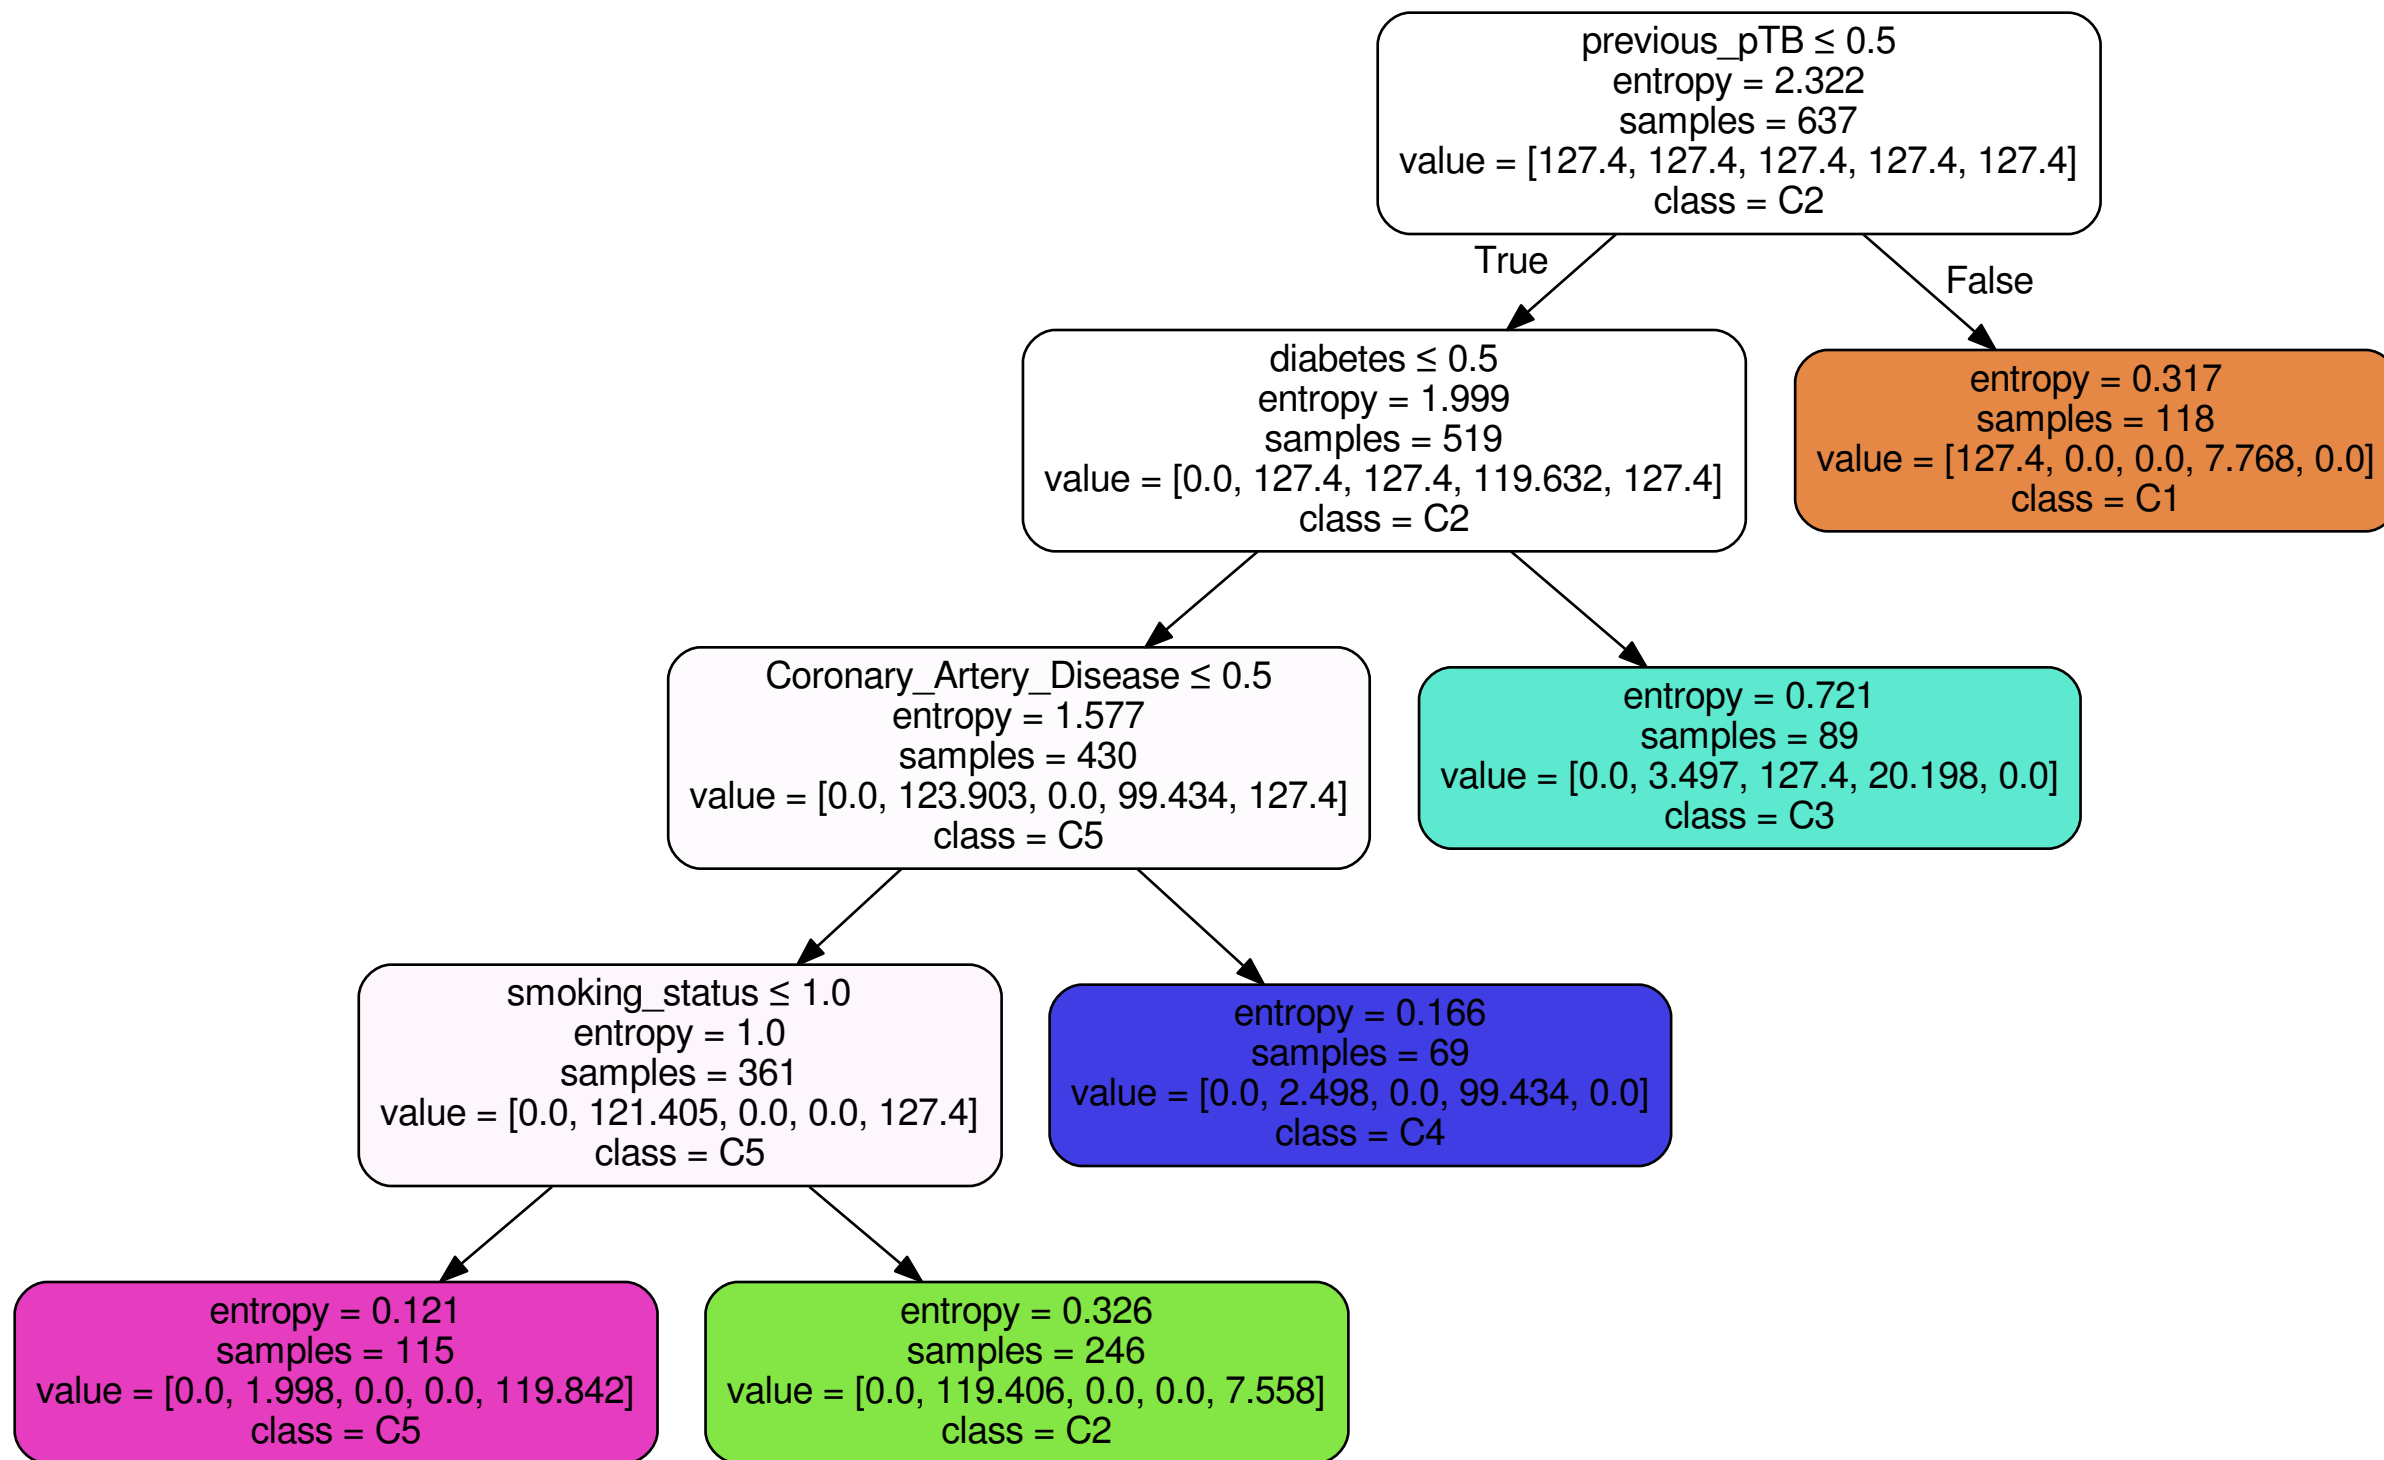 previous_pTB ≤ 0.5
entropy = 2.322
samples = 637
value = [127.4, 127.4, 127.4, 127.4, 127.4]
class = C2
True
False
diabetes ≤ 0.5
entropy = 1.999
samples = 519
value = [0.0, 127.4, 127.4, 119.632, 127.4]
class = C2
entropy = 0.317
samples = 118
value = [127.4, 0.0, 0.0, 7.768, 0.0]
class = C1
Coronary_Artery_Disease ≤ 0.5
entropy = 1.577
samples = 430
value = [0.0, 123.903, 0.0, 99.434, 127.4]
class = C5
entropy = 0.721
samples = 89
value = [0.0, 3.497, 127.4, 20.198, 0.0]
class = C3
smoking_status ≤ 1.0
entropy = 1.0
samples = 361
value = [0.0, 121.405, 0.0, 0.0, 127.4]
class = C5
entropy = 0.166
samples = 69
value = [0.0, 2.498, 0.0, 99.434, 0.0]
class = C4
entropy = 0.121
samples = 115
value = [0.0, 1.998, 0.0, 0.0, 119.842]
class = C5
entropy = 0.326
samples = 246
value = [0.0, 119.406, 0.0, 0.0, 7.558]
class = C2